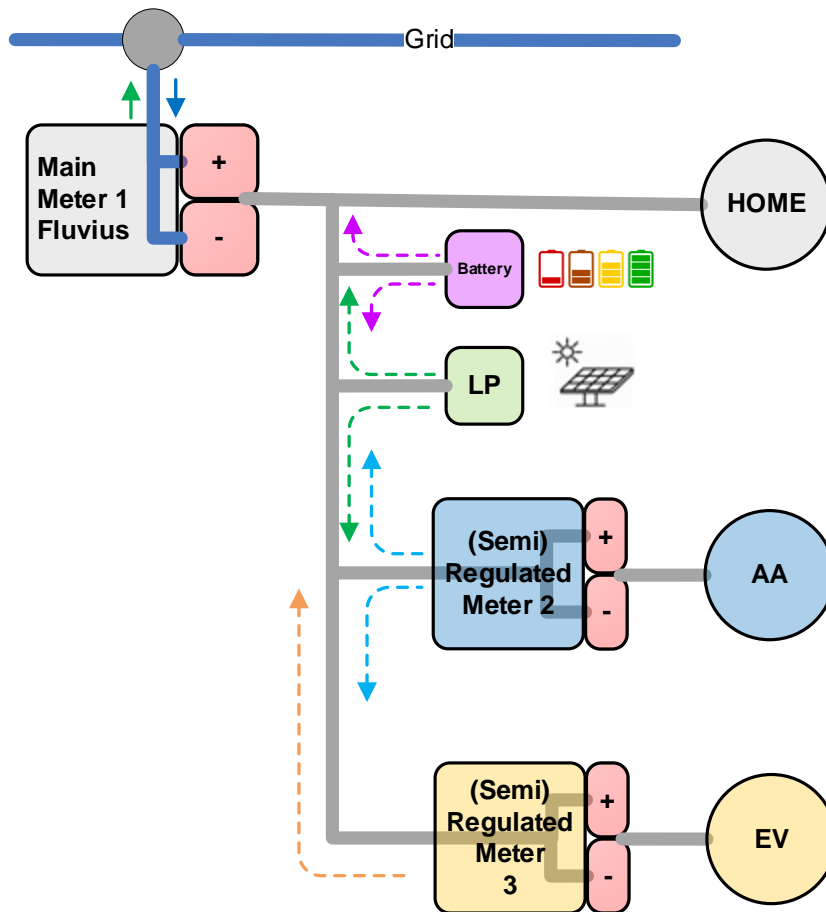 Grid
Main
Meter 1
Fluvius
+
-
HOME
Battery
LP
(Semi)
Regulated
Meter 2
+
-
AA
(Semi)
Regulated
Meter
3
+
-
EV